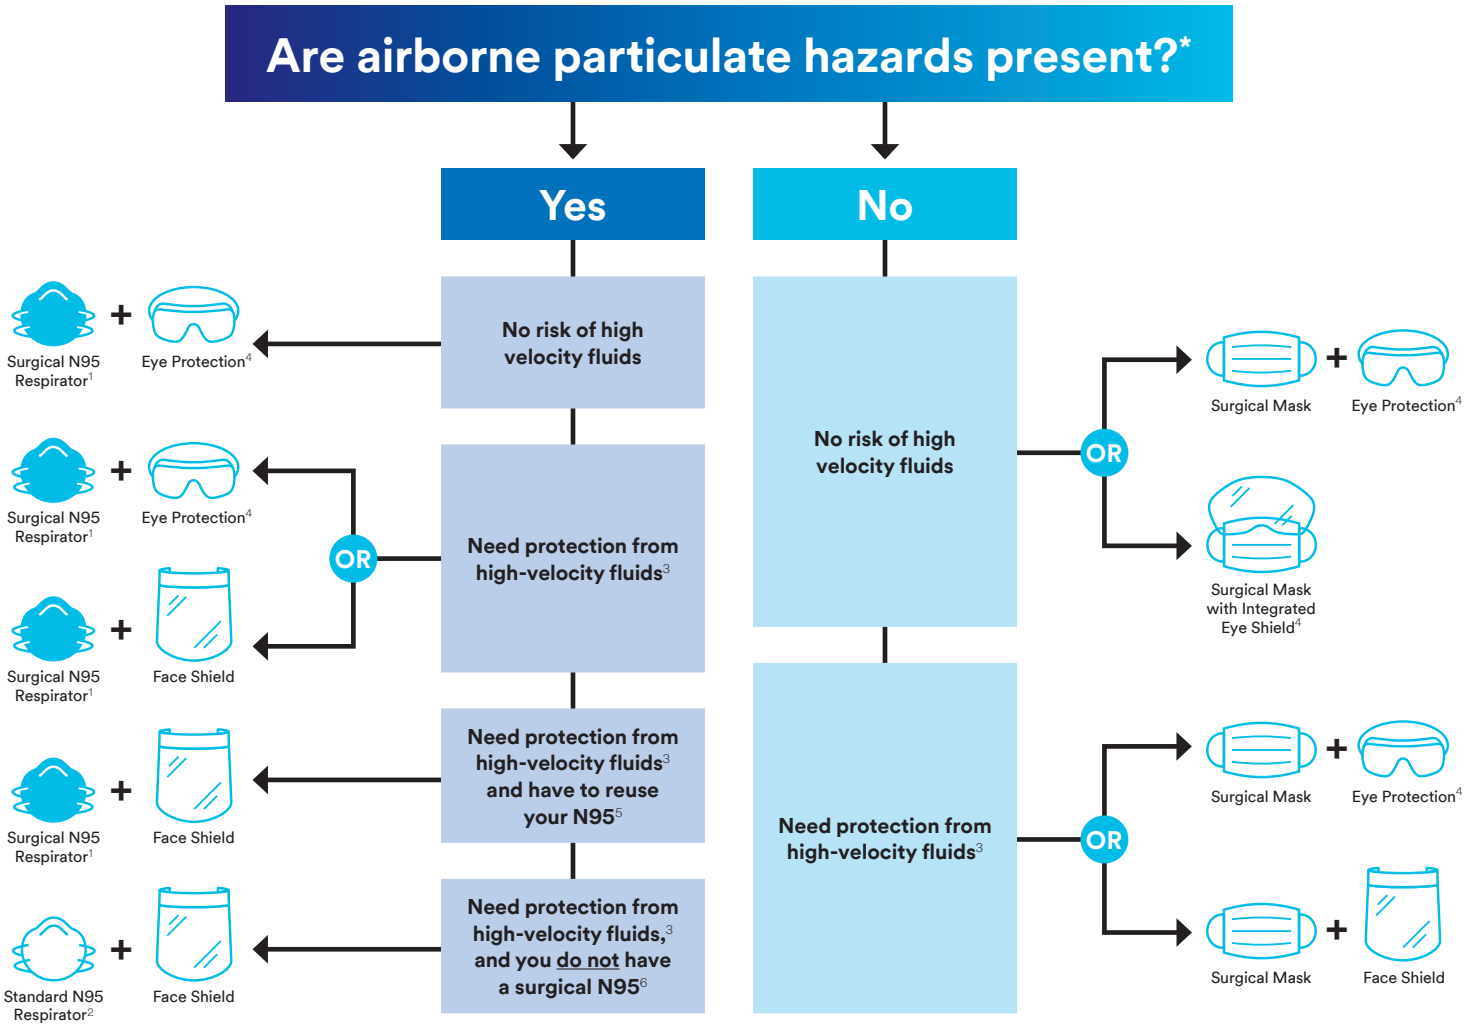 Are airborne particulate hazards present?*
Yes
No
No risk of high
velocity fluids
+
Surgical N95
Respirator¹
Eye Protection⁴
Need protection from
high-velocity fluids³
OR
+
Surgical N95
Respirator¹
Eye Protection⁴
+
Surgical N95
Respirator¹
Face Shield
Need protection from
high-velocity fluids³
and have to reuse
your N95⁵
+
Surgical N95
Respirator¹
Face Shield
Need protection from
high-velocity fluids,³
and you do not have
a surgical N95⁶
+
Standard N95
Respirator²
Face Shield
No risk of high
velocity fluids
OR
+
Surgical Mask
Eye Protection⁴
Surgical Mask
with Integrated
Eye Shield⁴
Need protection from
high-velocity fluids³
OR
+
Surgical Mask
Eye Protection⁴
+
Surgical Mask
Face Shield